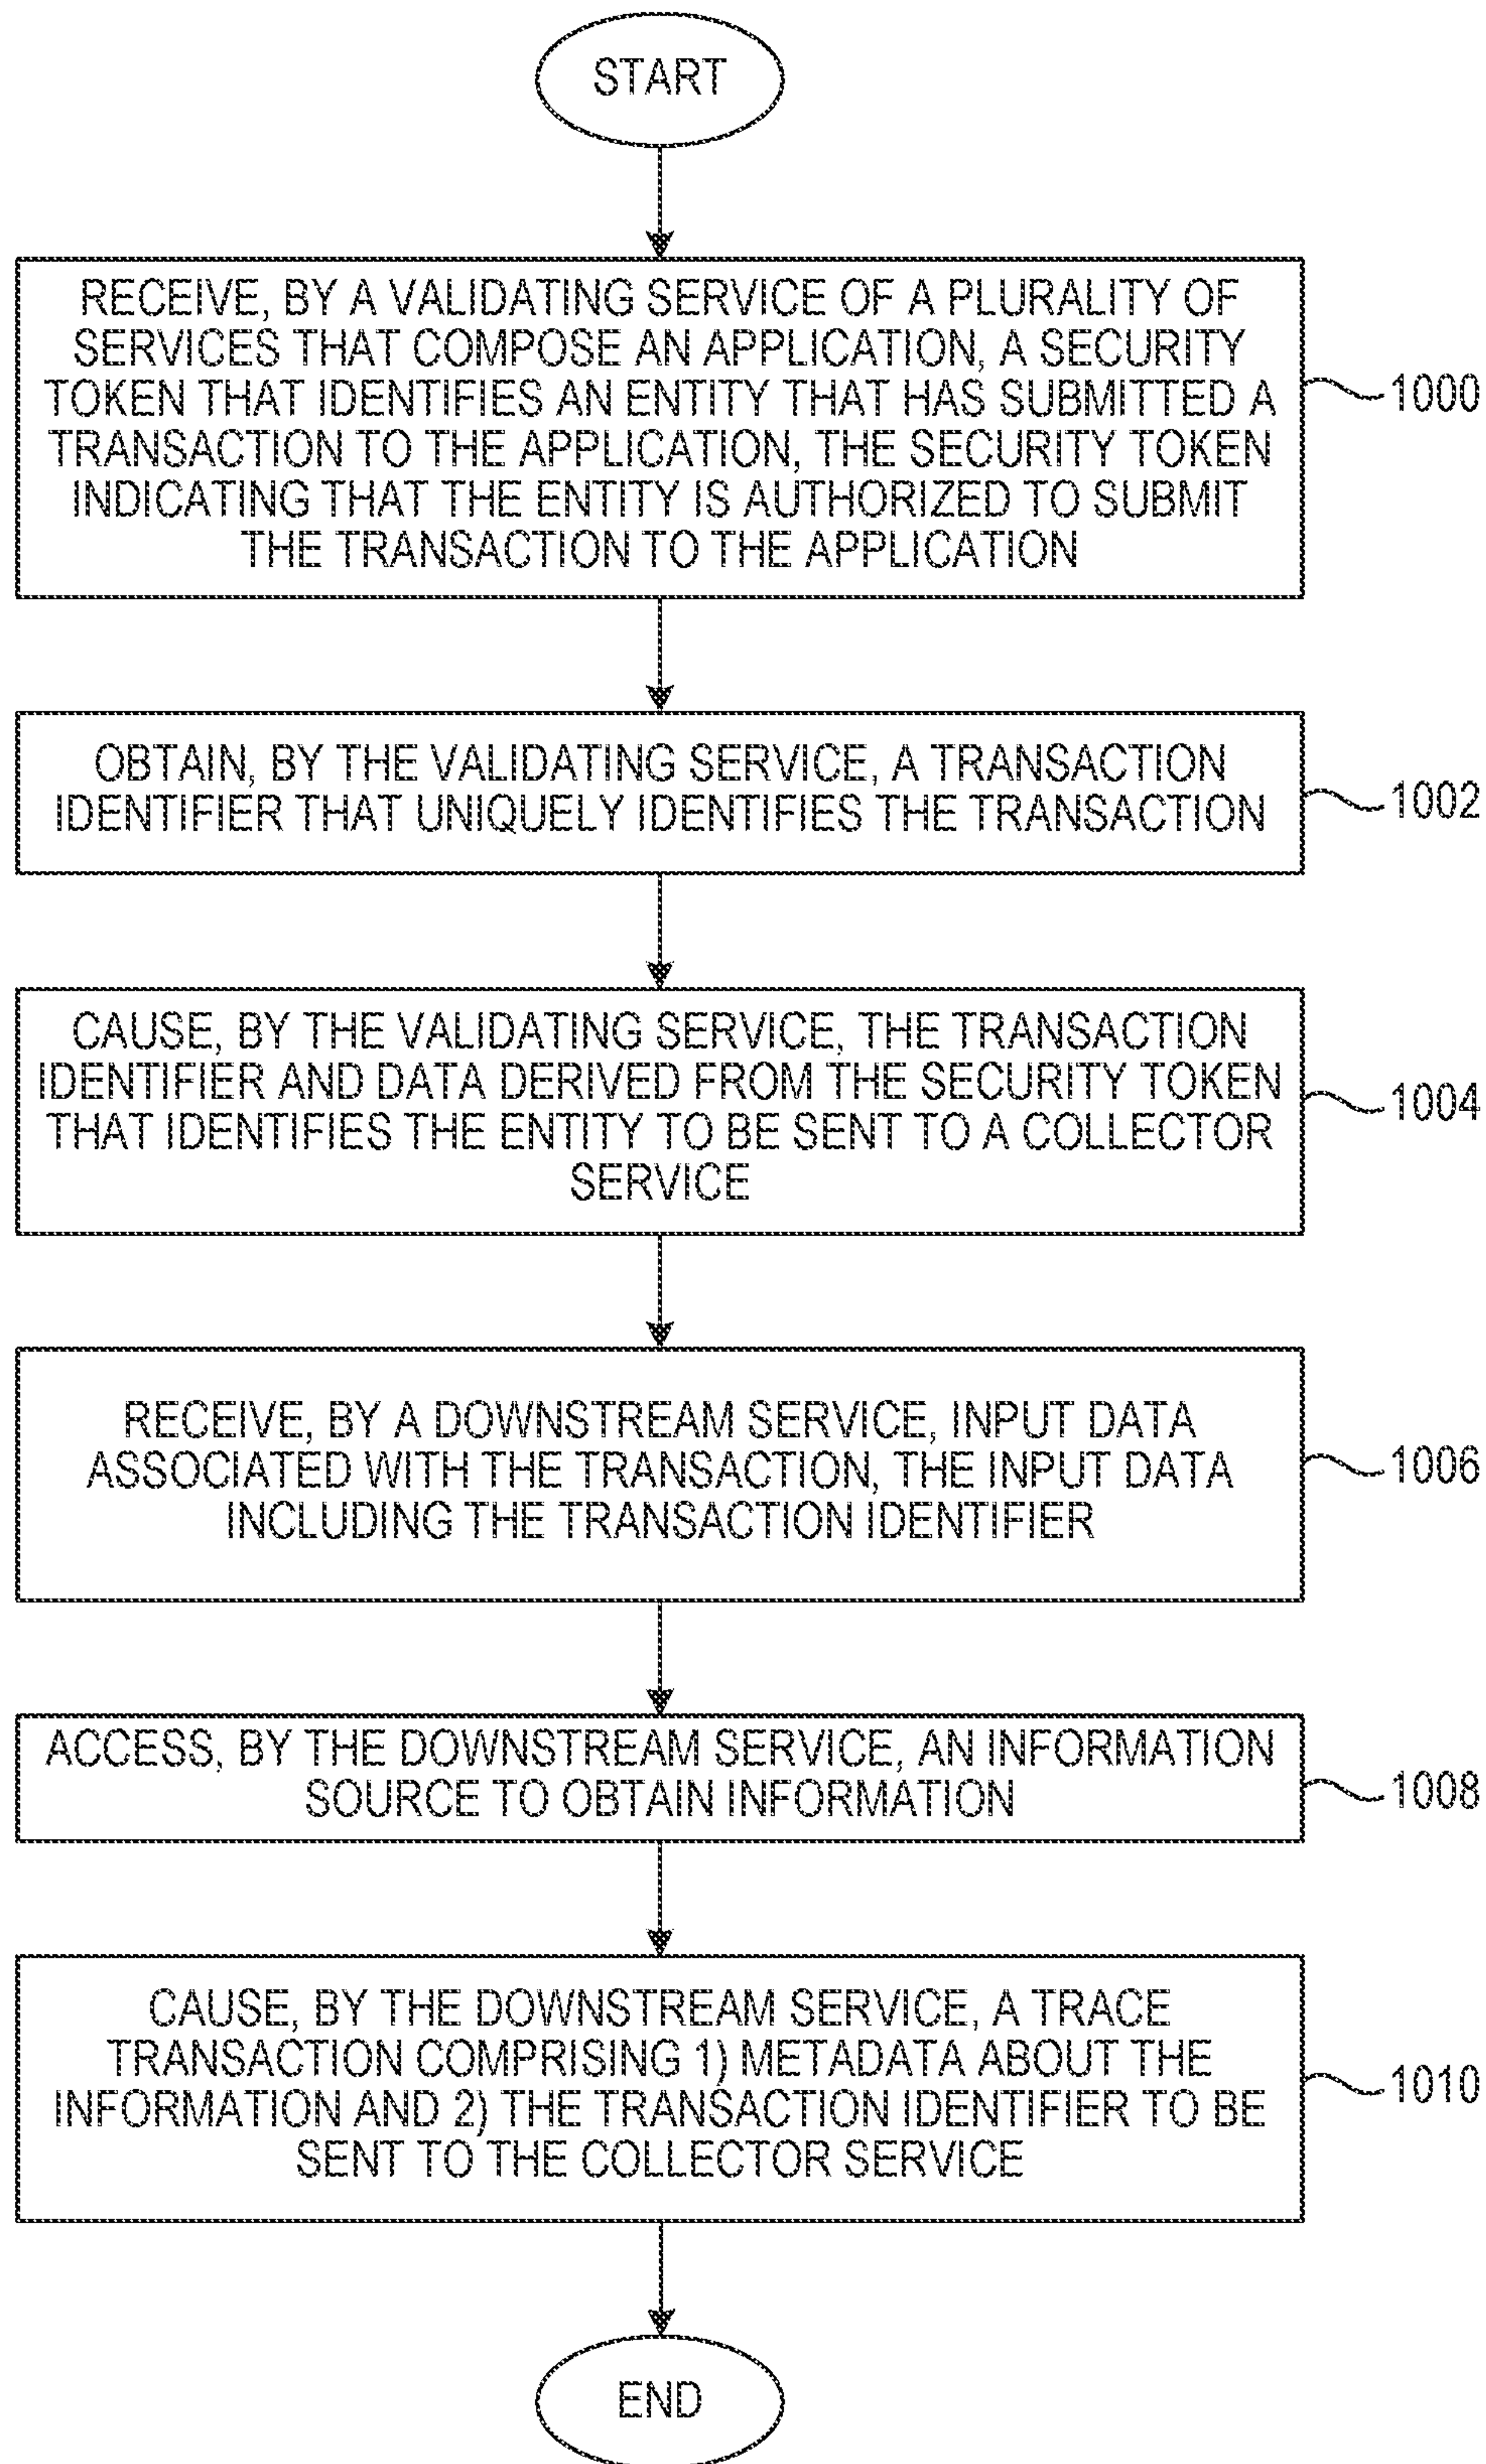 START
RECEIVE, BY A VALIDATING SERVICE OF A PLURALITY OF
SERVICES THAT COMPOSE AN APPLICATION, A SECURITY
TOKEN THAT IDENTIFIES AN ENTITY THAT HAS SUBMITTED A
TRANSACTION TO THE APPLICATION, THE SECURITY TOKEN
INDICATING THAT THE ENTITY IS AUTHORIZED TO SUBMIT
THE TRANSACTION TO THE APPLICATION
1000
OBTAIN, BY THE VALIDATING SERVICE, A TRANSACTION
IDENTIFIER THAT UNIQUELY IDENTIFIES THE TRANSACTION
1002
CAUSE, BY THE VALIDATING SERVICE, THE TRANSACTION
IDENTIFIER AND DATA DERIVED FROM THE SECURITY TOKEN
THAT IDENTIFIES THE ENTITY TO BE SENT TO A COLLECTOR
SERVICE
1004
RECEIVE, BY A DOWNSTREAM SERVICE, INPUT DATA
ASSOCIATED WITH THE TRANSACTION, THE INPUT DATA
INCLUDING THE TRANSACTION IDENTIFIER
1006
ACCESS, BY THE DOWNSTREAM SERVICE, AN INFORMATION
SOURCE TO OBTAIN INFORMATION
1008
CAUSE, BY THE DOWNSTREAM SERVICE, A TRACE
TRANSACTION COMPRISING 1) METADATA ABOUT THE
INFORMATION AND 2) THE TRANSACTION IDENTIFIER TO BE
SENT TO THE COLLECTOR SERVICE
1010
END